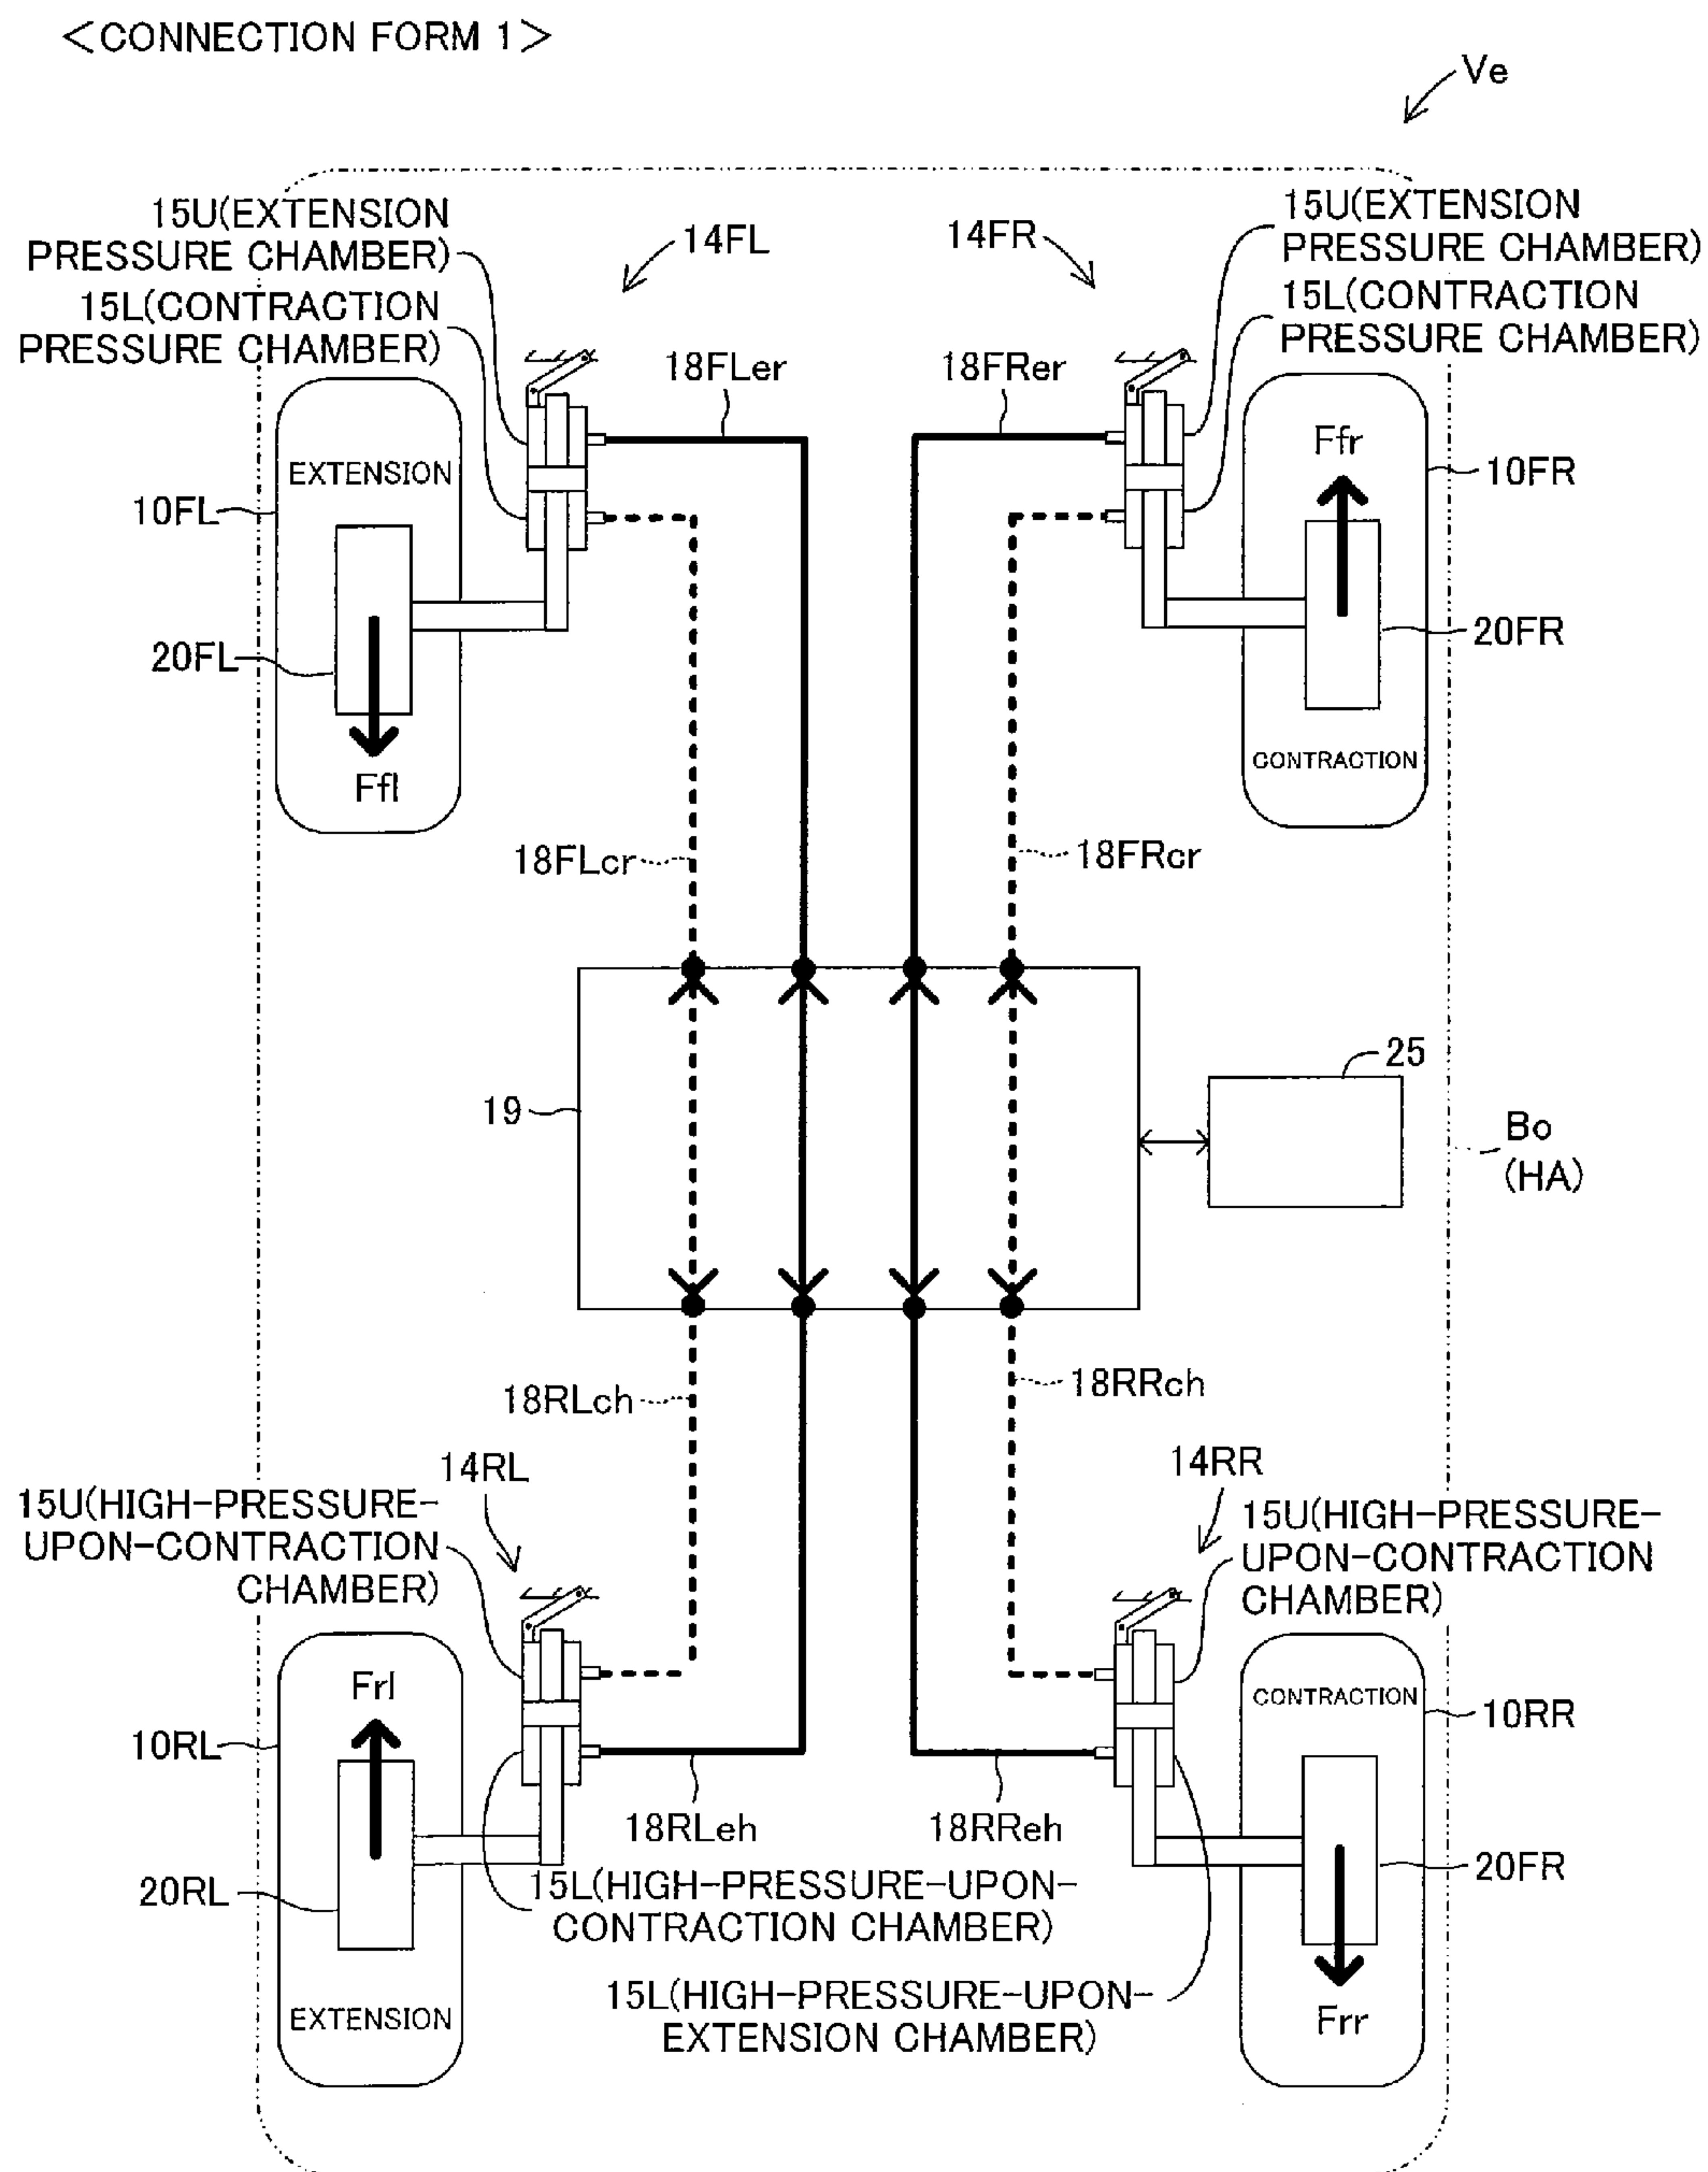 <CONNECTION FORM 1>
Ve
15U(EXTENSION
PRESSURE CHAMBER)
15L(CONTRACTION
PRESSURE CHAMBER)
14FL
14FR
15U(EXTENSION
PRESSURE CHAMBER)
15L(CONTRACTION
PRESSURE CHAMBER)
18FLer
18FRer
EXTENSION
10FL
20FL
Ffl
Ffr
10FR
20FR
CONTRACTION
18FLcr
18FRcr
19
25
Bo
(HA)
18RLch
18RRch
14RL
14RR
15U(HIGH-PRESSURE-
UPON-CONTRACTION
CHAMBER)
15U(HIGH-PRESSURE-
UPON-CONTRACTION
CHAMBER)
Frl
10RL
20RL
EXTENSION
CONTRACTION
10RR
20FR
Frr
18RLeh
18RReh
15L(HIGH-PRESSURE-UPON-
CONTRACTION CHAMBER)
15L(HIGH-PRESSURE-UPON-
EXTENSION CHAMBER)